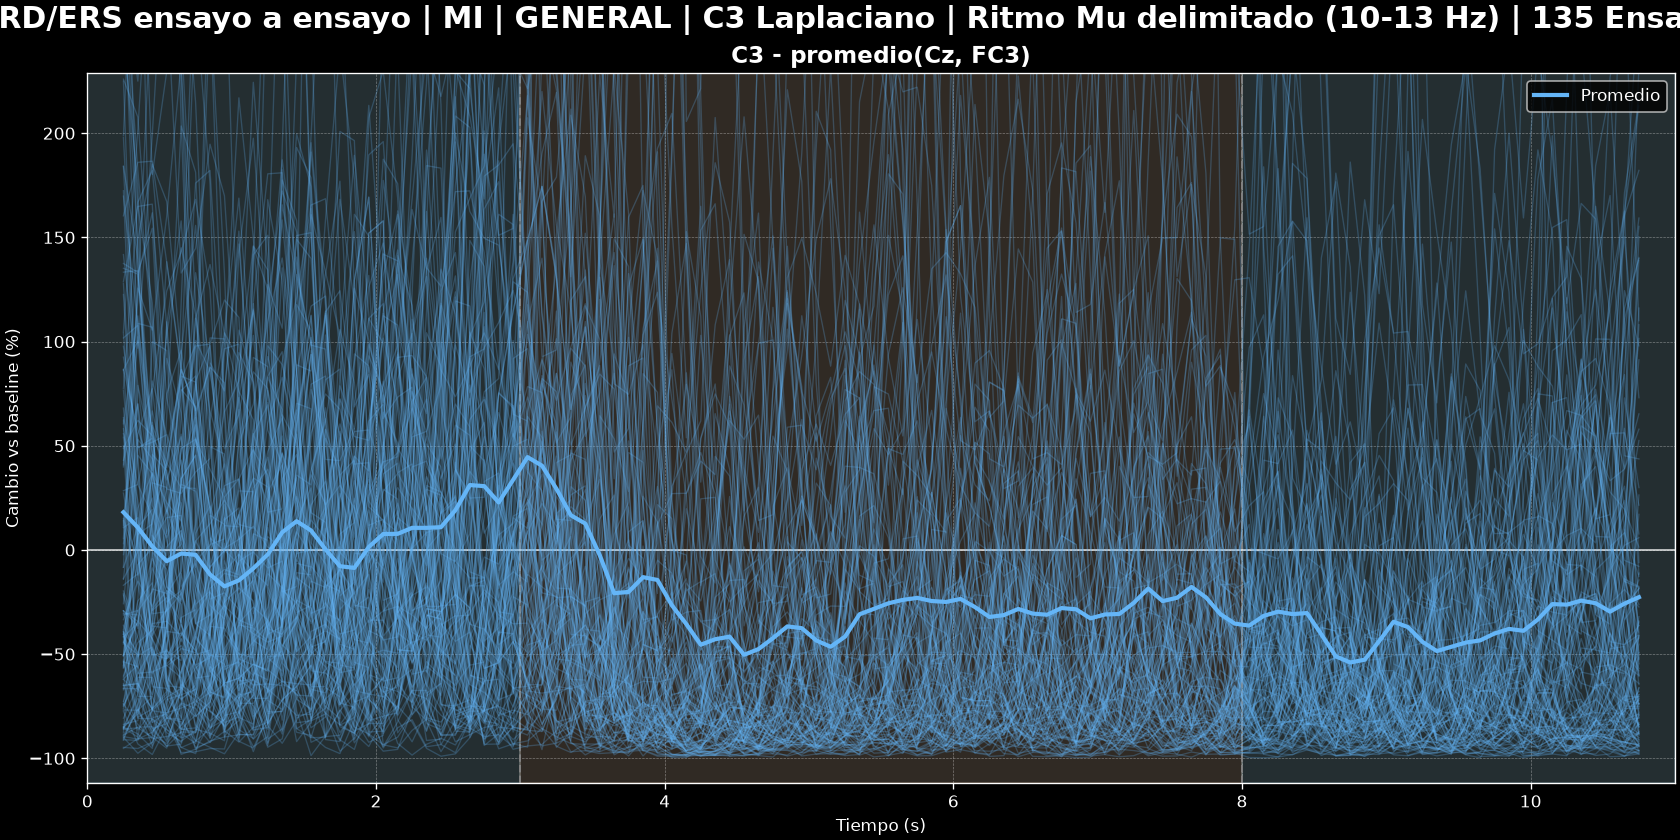 RD/ERS ensayo a ensayo | MI | GENERAL | C3 Laplaciano | Ritmo Mu delimitado (10-13 Hz) | 135 Ensa
C3 - promedio(Cz, FC3)
Promedio
Cambio vs baseline (%)
200
150
100
50
0
−50
−100
0 2 4 6 8 10
Tiempo (s)